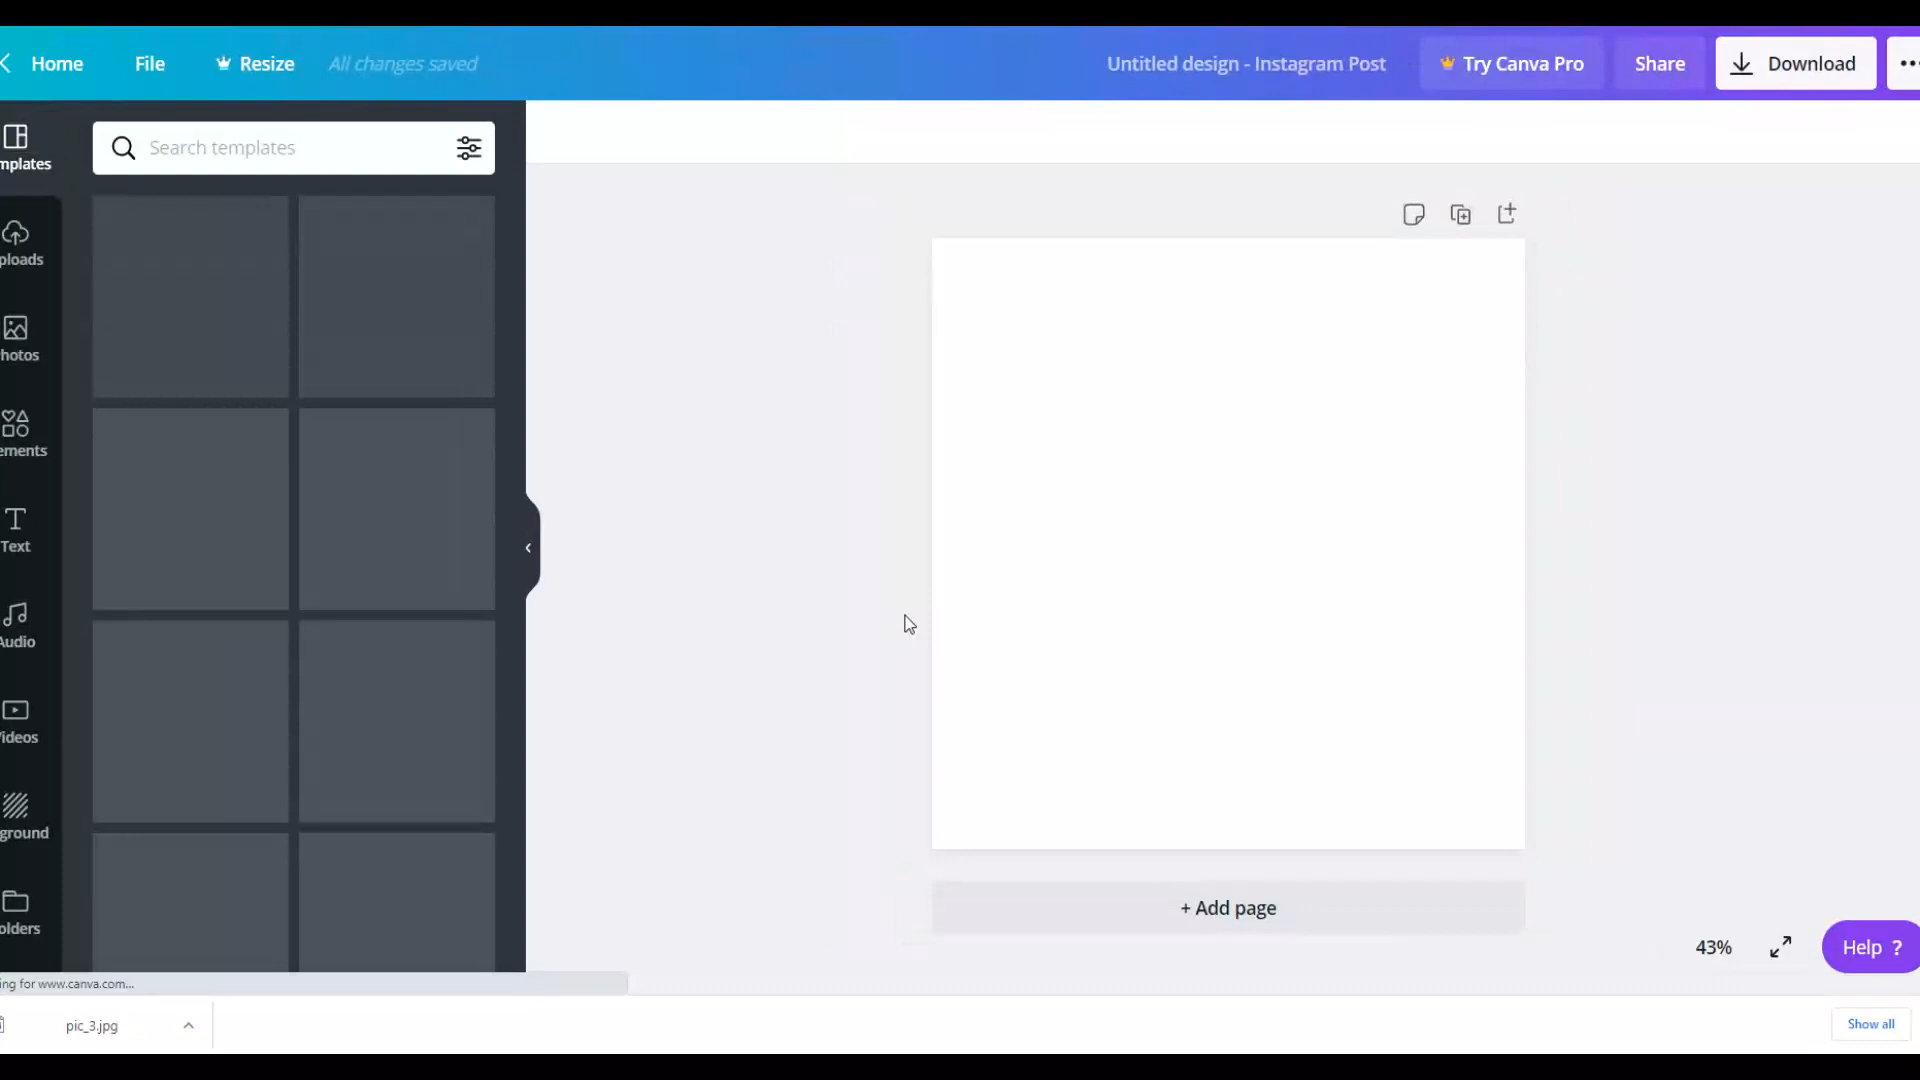 Home
File
Resize
All changes saved
Untitled design - Instagram Post
Try Canva Pro
Share
Download
Search templates
mplates
ploads
hotos
ements
Text
Audio
Videos
ground
olders
+ Add page
43%
Help ?
ing for www.canva.com...
pic_3.jpg
Show all